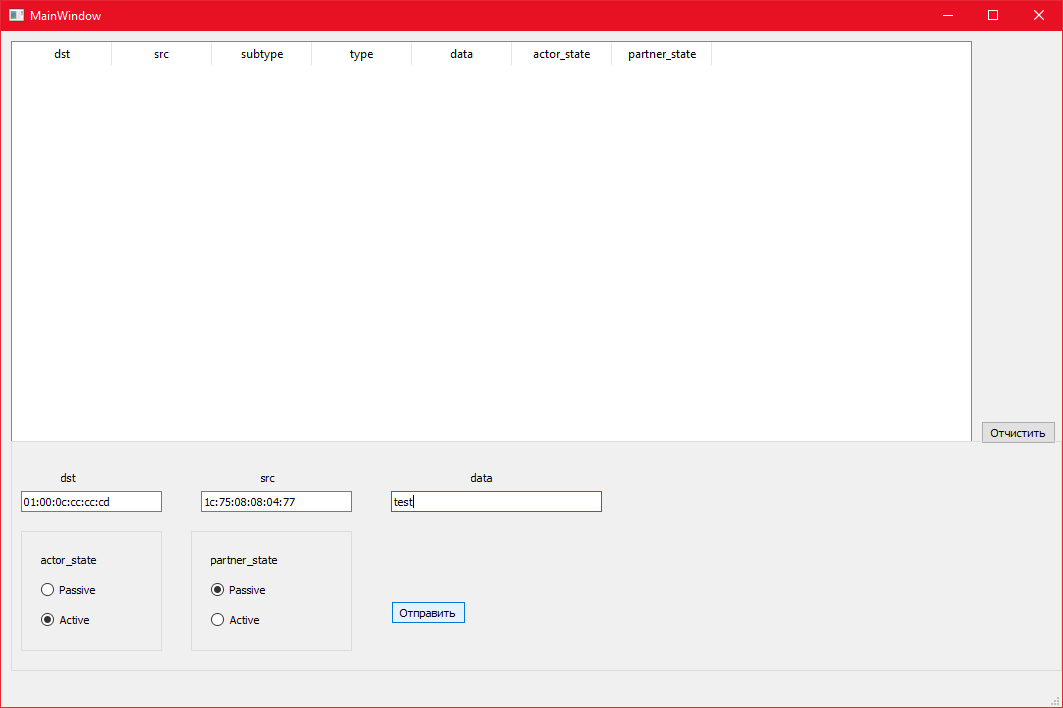 MainWindow
dst src subtype type data actor_state partner_state
Отчистить
dst src data
01:00:0c:cc:cc:cd 1c:75:08:08:04:77 test
actor_state partner_state
Passive Passive
Active Active
Отправить